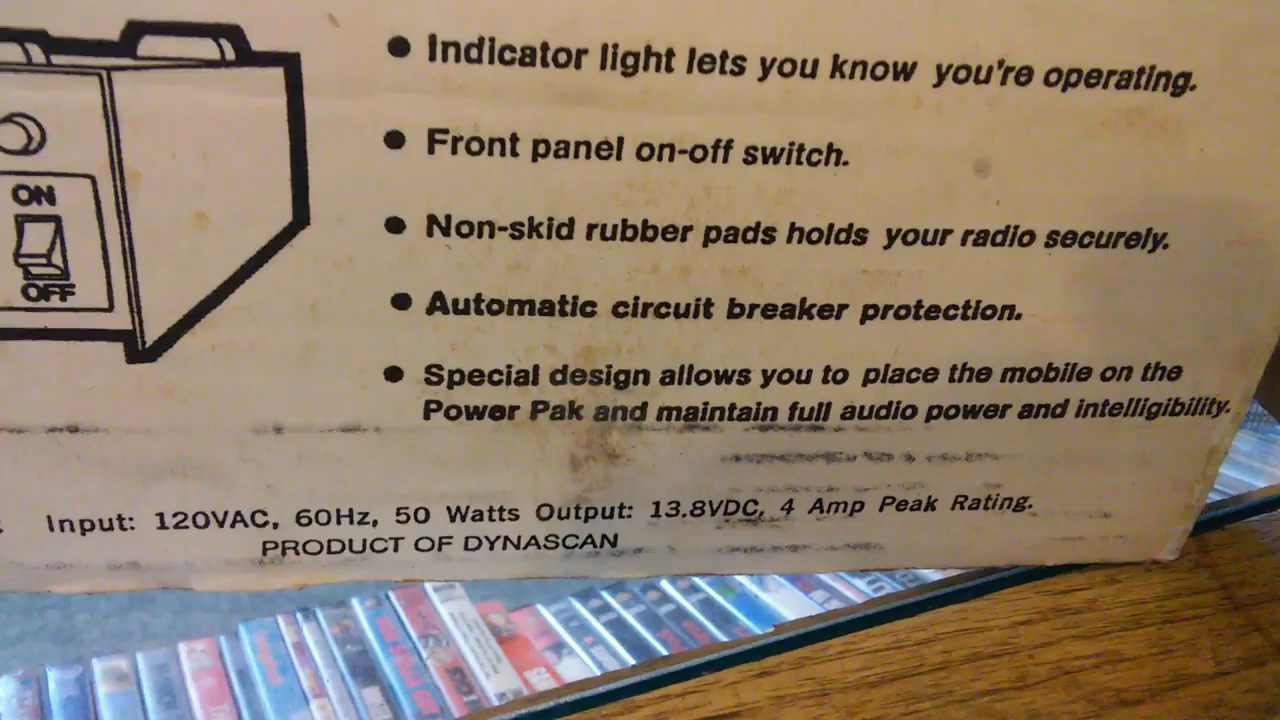 • Indicator light lets you know you're operating.
• Front panel on-off switch.
ON
OFF
• Non-skid rubber pads holds your radio securely.
• Automatic circuit breaker protection.
• Special design allows you to place the mobile on the
Power Pak and maintain full audio power and intelligibility.
Input: 120VAC, 60Hz, 50 Watts Output: 13.8VDC, 4 Amp Peak Rating.
PRODUCT OF DYNASCAN